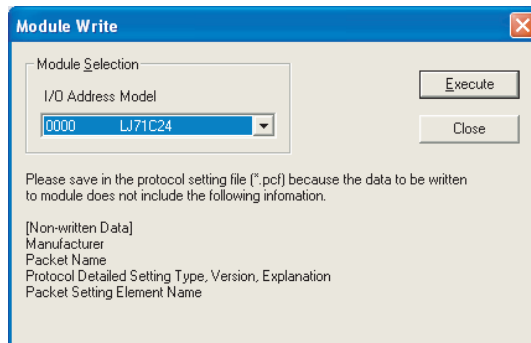 Module Write
Module Selection
I/O Address Model
0000 LJ71C24
Execute
Close
Please save in the protocol setting file (*.pcf) because the data to be written
to module does not include the following infomation.
[Non-written Data]
Manufacturer
Packet Name
Protocol Detailed Setting Type, Version, Explanation
Packet Setting Element Name